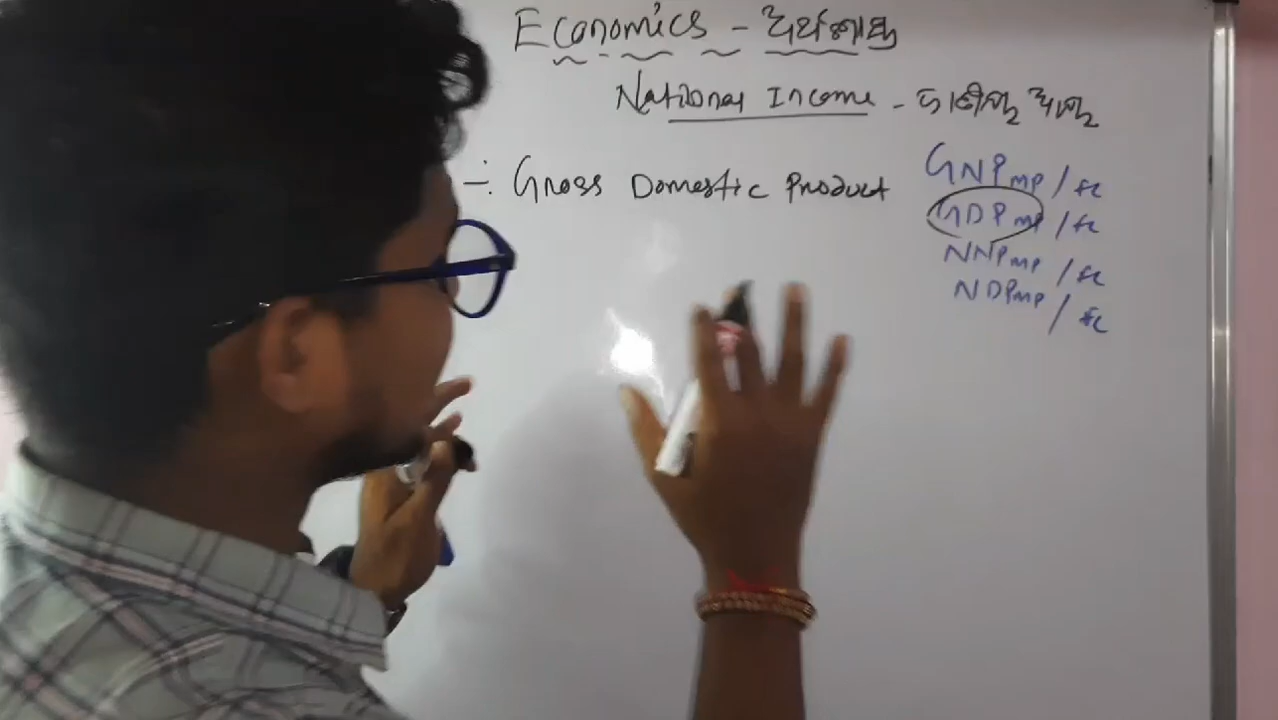 Economics - ଅର୍ଥଶାସ୍ତ୍ର
National Income - ଜାତୀୟ ଆୟ
÷ Gross Domestic Product
GNPMP / fc
GDPMP / fc
NNPMP / fc
NDPMP / fc